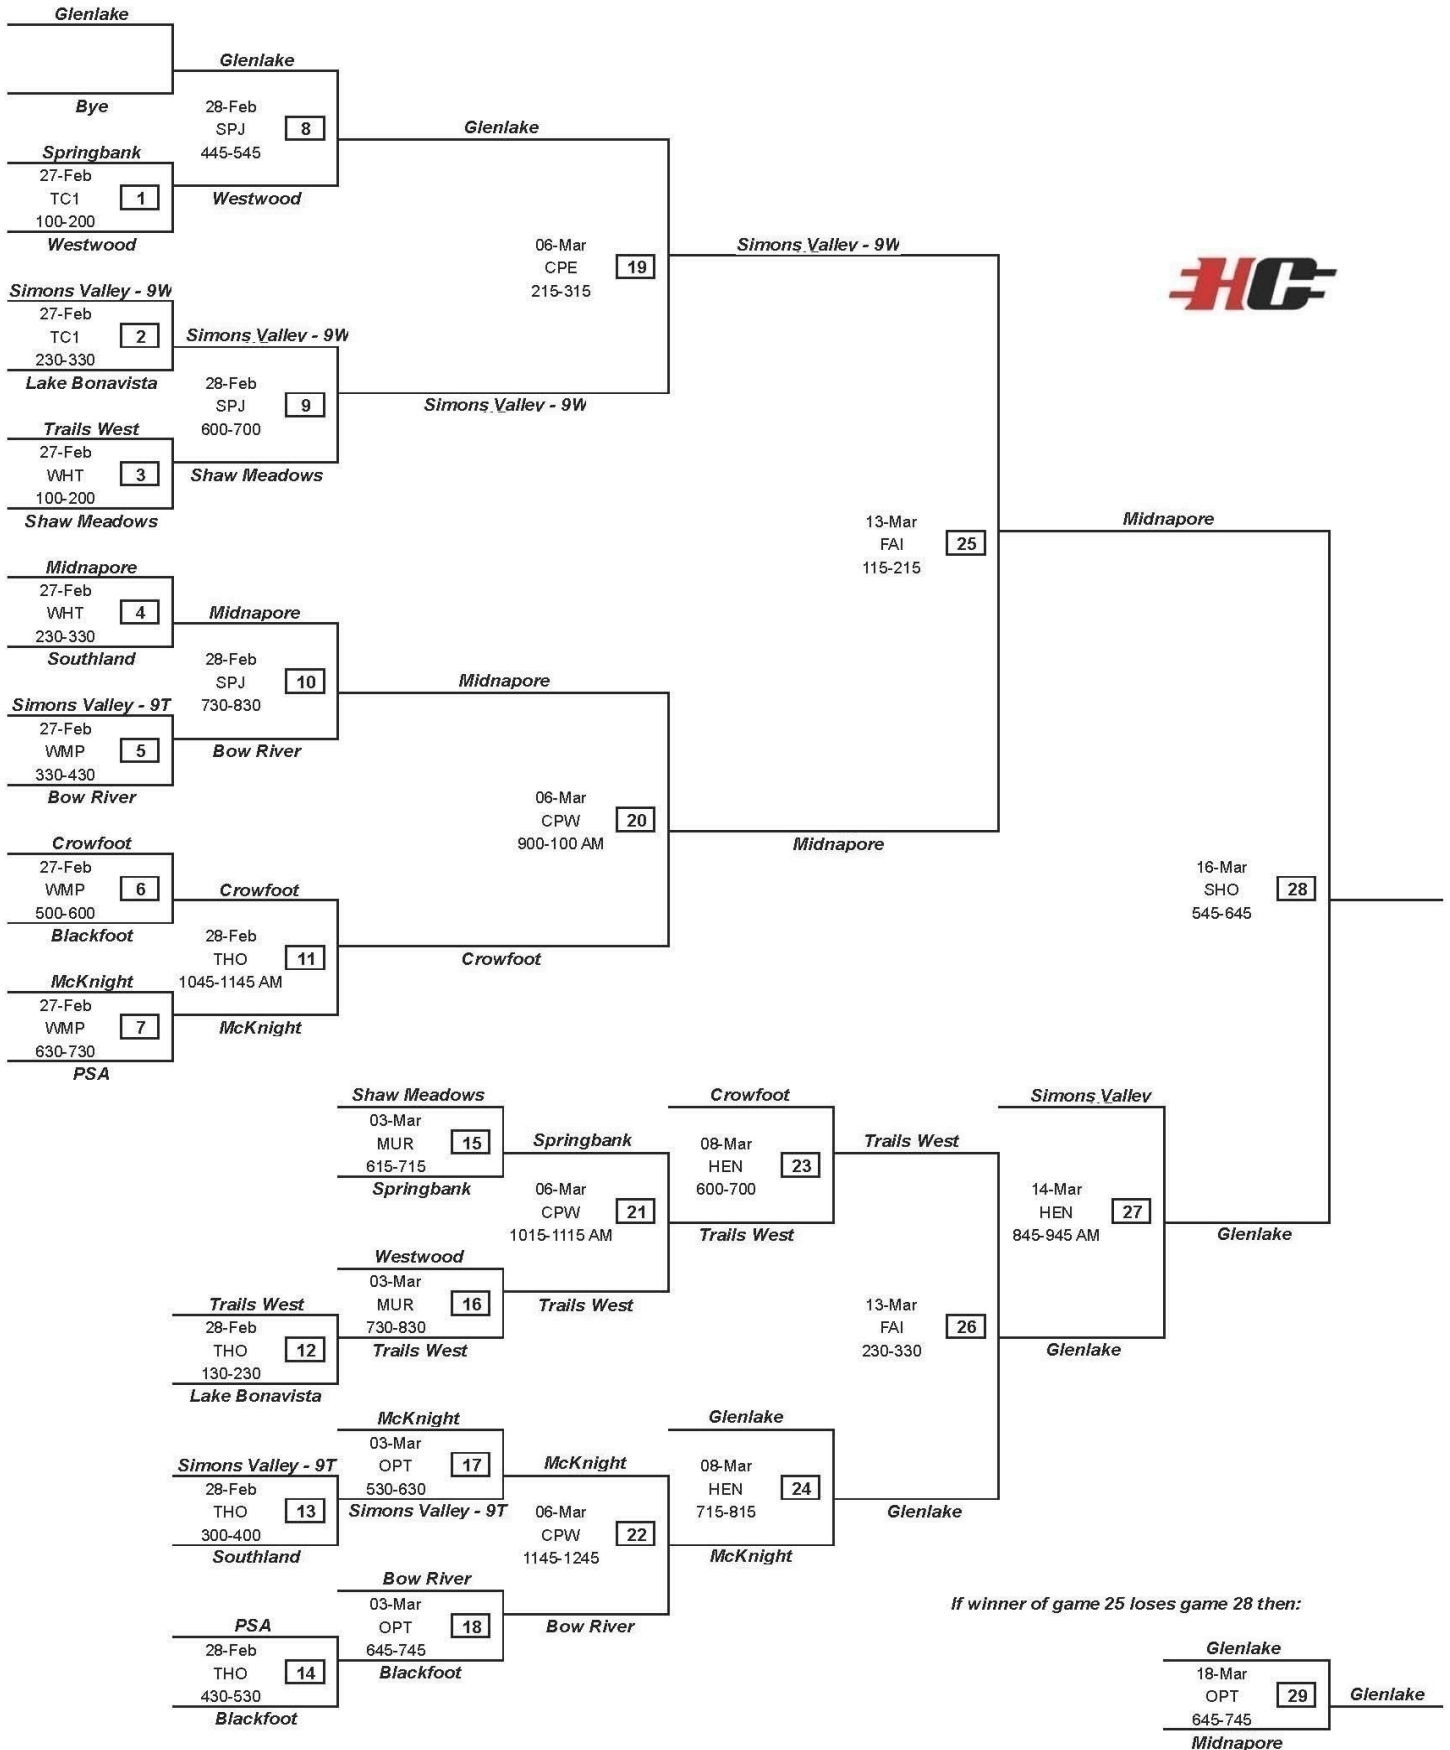 Glenlake
Bye
Glenlake
28-Feb
SPJ
8
445-545
Springbank
27-Feb
TC1
1
100-200
Westwood
Westwood
Glenlake
Simons Valley - 9W
27-Feb
TC1
2
230-330
Lake Bonavista
Simons Valley - 9W
28-Feb
SPJ
9
600-700
Trails West
27-Feb
WHT
3
100-200
Shaw Meadows
Shaw Meadows
Simons Valley - 9W
06-Mar
CPE
19
215-315
Simons Valley - 9W
HC
Midnapore
27-Feb
WHT
4
230-330
Southland
Midnapore
28-Feb
SPJ
10
730-830
Simons Valley - 9T
27-Feb
WMP
5
330-430
Bow River
Bow River
Midnapore
Crowfoot
27-Feb
WMP
6
500-600
Blackfoot
Crowfoot
28-Feb
THO
11
1045-1145 AM
McKnight
27-Feb
WMP
7
630-730
PSA
McKnight
Crowfoot
06-Mar
CPW
20
900-100 AM
Midnapore
13-Mar
FAI
25
115-215
Midnapore
16-Mar
SHO
28
545-645
Shaw Meadows
03-Mar
MUR
15
615-715
Springbank
Springbank
06-Mar
CPW
21
1015-1115 AM
Westwood
03-Mar
MUR
16
730-830
Trails West
Trails West
Trails West
28-Feb
THO
12
130-230
Lake Bonavista
Crowfoot
08-Mar
HEN
23
600-700
Trails West
Trails West
13-Mar
FAI
26
230-330
Simons Valley
14-Mar
HEN
27
845-945 AM
Glenlake
Glenlake
McKnight
03-Mar
OPT
17
530-630
Simons Valley - 9T
Simons Valley - 9T
28-Feb
THO
13
300-400
Southland
McKnight
06-Mar
CPW
22
1145-1245
Bow River
Bow River
03-Mar
OPT
18
645-745
Blackfoot
PSA
28-Feb
THO
14
430-530
Blackfoot
Glenlake
08-Mar
HEN
24
715-815
McKnight
Glenlake
If winner of game 25 loses game 28 then:
Glenlake
18-Mar
OPT
29
645-745
Midnapore
Glenlake